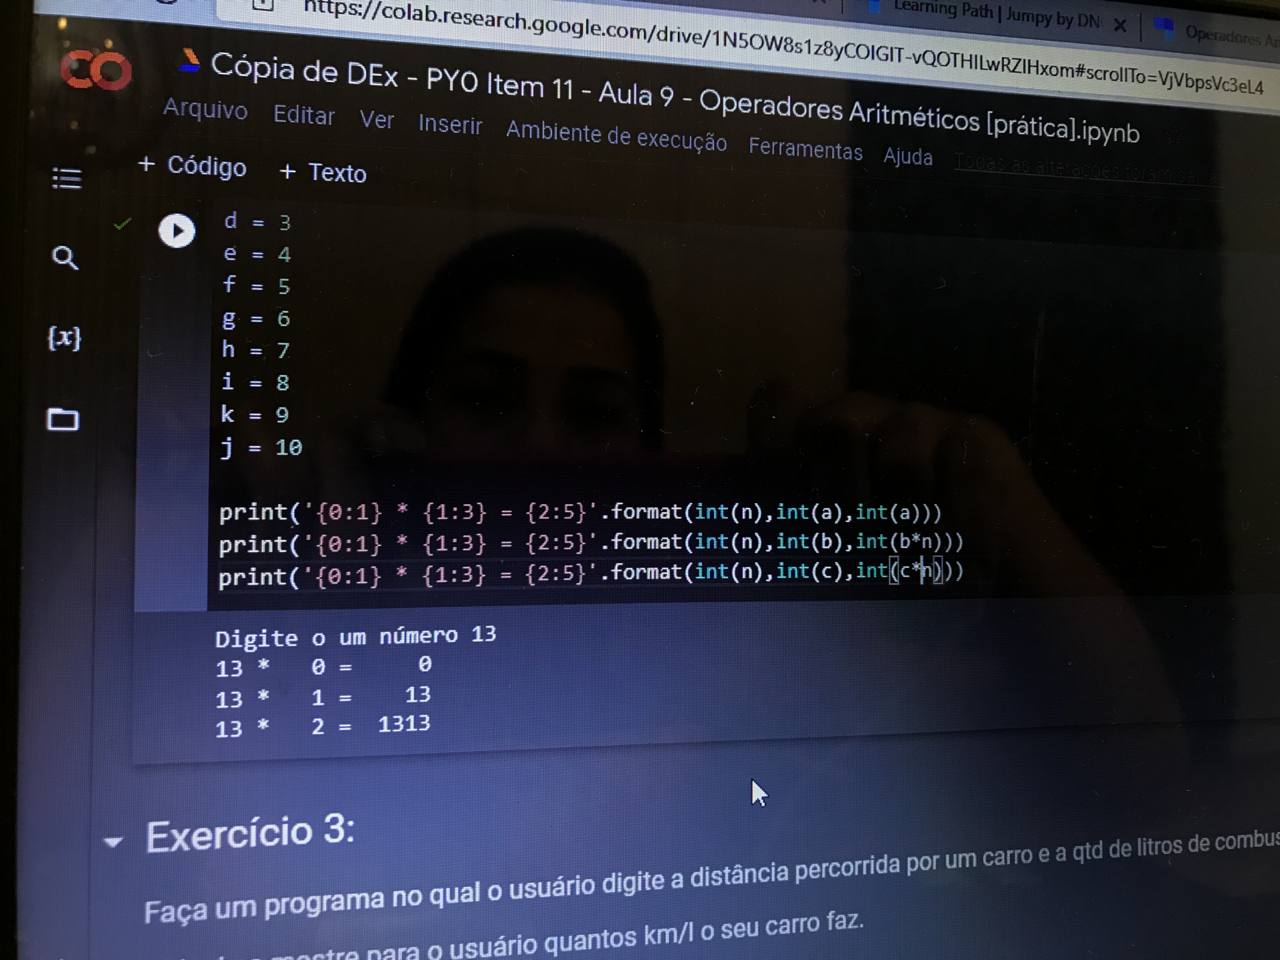 https://colab.research.google.com/drive/1N5OW8s1z8yCOIGIT-vQOTHILwRZIHxom#scrollTo=VjVbpsVc3eL4
Learning Path | Jumpy by DN
Operadores
Cópia de DEx - PY0 Item 11 - Aula 9 - Operadores Aritméticos [prática].ipynb
Arquivo Editar Ver Inserir Ambiente de execução Ferramentas Ajuda Todas as alterações foram
+ Código + Texto
d = 3
e = 4
f = 5
g = 6
h = 7
i = 8
k = 9
j = 10
print('{0:1} * {1:3} = {2:5}'.format(int(n),int(a),int(a)))
print('{0:1} * {1:3} = {2:5}'.format(int(n),int(b),int(b*n)))
print('{0:1} * {1:3} = {2:5}'.format(int(n),int(c),int(c*n)))
Digite o um número 13
13 *   0 =     0
13 *   1 =    13
13 *   2 =  1313
Exercício 3:
Faça um programa no qual o usuário digite a distância percorrida por um carro e a qtd de litros de combus
mostre para o usuário quantos km/l o seu carro faz.
{x}